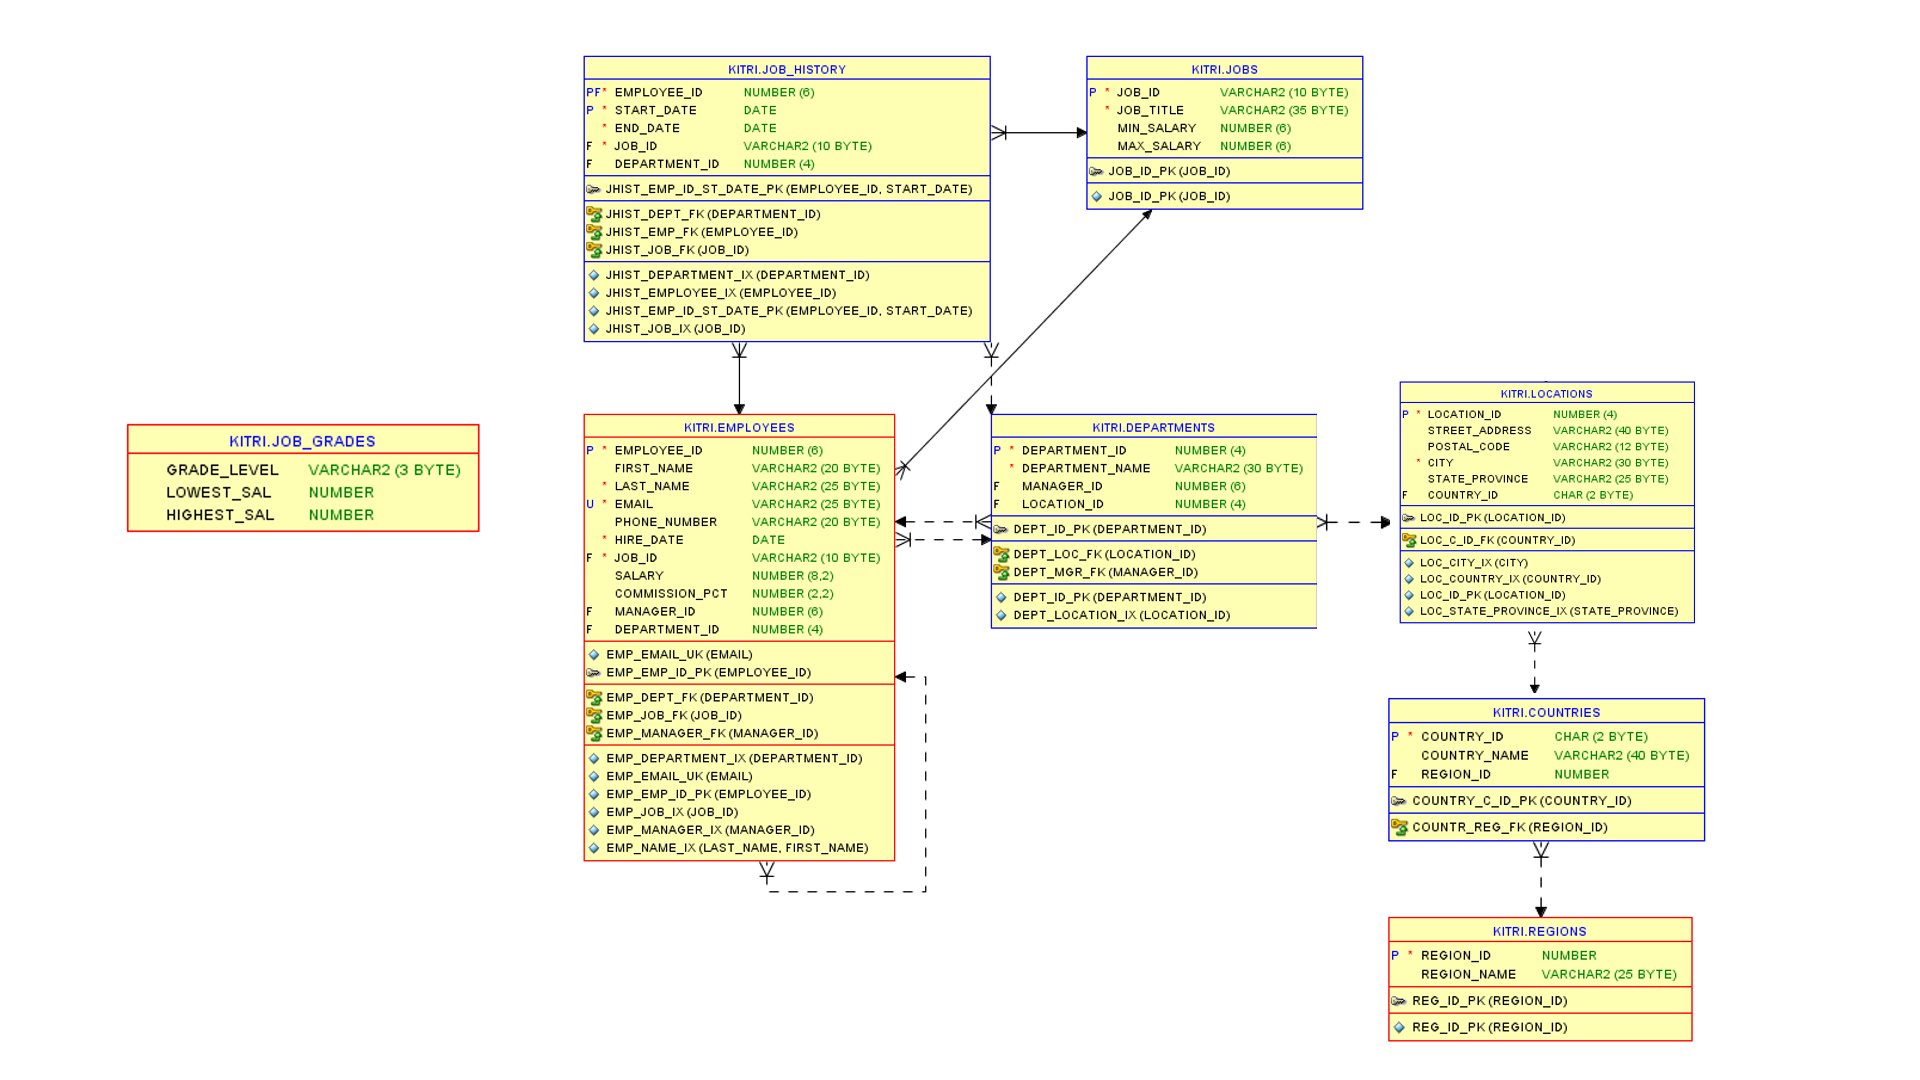 KITRI.JOB_HISTORY
PF* EMPLOYEE_ID NUMBER (6)
P * START_DATE DATE
* END_DATE DATE
F * JOB_ID VARCHAR2 (10 BYTE)
F DEPARTMENT_ID NUMBER (4)
JHIST_EMP_ID_ST_DATE_PK (EMPLOYEE_ID, START_DATE)
JHIST_DEPT_FK (DEPARTMENT_ID)
JHIST_EMP_FK (EMPLOYEE_ID)
JHIST_JOB_FK (JOB_ID)
JHIST_DEPARTMENT_IX (DEPARTMENT_ID)
JHIST_EMPLOYEE_IX (EMPLOYEE_ID)
JHIST_EMP_ID_ST_DATE_PK (EMPLOYEE_ID, START_DATE)
JHIST_JOB_IX (JOB_ID)
KITRI.JOBS
P * JOB_ID VARCHAR2 (10 BYTE)
* JOB_TITLE VARCHAR2 (35 BYTE)
MIN_SALARY NUMBER (6)
MAX_SALARY NUMBER (6)
JOB_ID_PK (JOB_ID)
JOB_ID_PK (JOB_ID)
KITRI.JOB_GRADES
GRADE_LEVEL VARCHAR2 (3 BYTE)
LOWEST_SAL NUMBER
HIGHEST_SAL NUMBER
KITRI.EMPLOYEES
P * EMPLOYEE_ID NUMBER (6)
FIRST_NAME VARCHAR2 (20 BYTE)
* LAST_NAME VARCHAR2 (25 BYTE)
U * EMAIL VARCHAR2 (25 BYTE)
PHONE_NUMBER VARCHAR2 (20 BYTE)
* HIRE_DATE DATE
F * JOB_ID VARCHAR2 (10 BYTE)
SALARY NUMBER (8,2)
COMMISSION_PCT NUMBER (2,2)
F MANAGER_ID NUMBER (6)
F DEPARTMENT_ID NUMBER (4)
EMP_EMAIL_UK (EMAIL)
EMP_EMP_ID_PK (EMPLOYEE_ID)
EMP_DEPT_FK (DEPARTMENT_ID)
EMP_JOB_FK (JOB_ID)
EMP_MANAGER_FK (MANAGER_ID)
EMP_DEPARTMENT_IX (DEPARTMENT_ID)
EMP_EMAIL_UK (EMAIL)
EMP_EMP_ID_PK (EMPLOYEE_ID)
EMP_JOB_IX (JOB_ID)
EMP_MANAGER_IX (MANAGER_ID)
EMP_NAME_IX (LAST_NAME, FIRST_NAME)
KITRI.DEPARTMENTS
P * DEPARTMENT_ID NUMBER (4)
* DEPARTMENT_NAME VARCHAR2 (30 BYTE)
F MANAGER_ID NUMBER (6)
F LOCATION_ID NUMBER (4)
DEPT_ID_PK (DEPARTMENT_ID)
DEPT_LOC_FK (LOCATION_ID)
DEPT_MGR_FK (MANAGER_ID)
DEPT_ID_PK (DEPARTMENT_ID)
DEPT_LOCATION_IX (LOCATION_ID)
KITRI.LOCATIONS
P * LOCATION_ID NUMBER (4)
STREET_ADDRESS VARCHAR2 (40 BYTE)
POSTAL_CODE VARCHAR2 (12 BYTE)
* CITY VARCHAR2 (30 BYTE)
STATE_PROVINCE VARCHAR2 (25 BYTE)
F COUNTRY_ID CHAR (2 BYTE)
LOC_ID_PK (LOCATION_ID)
LOC_C_ID_FK (COUNTRY_ID)
LOC_CITY_IX (CITY)
LOC_COUNTRY_IX (COUNTRY_ID)
LOC_ID_PK (LOCATION_ID)
LOC_STATE_PROVINCE_IX (STATE_PROVINCE)
KITRI.COUNTRIES
P * COUNTRY_ID CHAR (2 BYTE)
COUNTRY_NAME VARCHAR2 (40 BYTE)
F REGION_ID NUMBER
COUNTRY_C_ID_PK (COUNTRY_ID)
COUNTR_REG_FK (REGION_ID)
KITRI.REGIONS
P * REGION_ID NUMBER
REGION_NAME VARCHAR2 (25 BYTE)
REG_ID_PK (REGION_ID)
REG_ID_PK (REGION_ID)